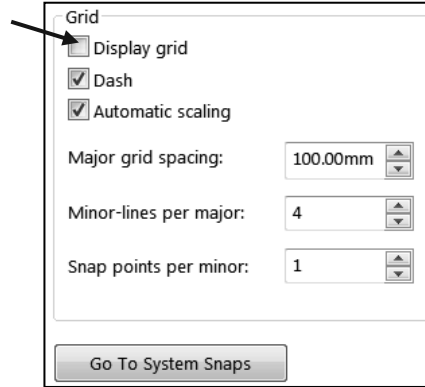 Grid
Display grid
Dash
Automatic scaling
Major grid spacing: 100.00mm
Minor-lines per major: 4
Snap points per minor: 1
Go To System Snaps